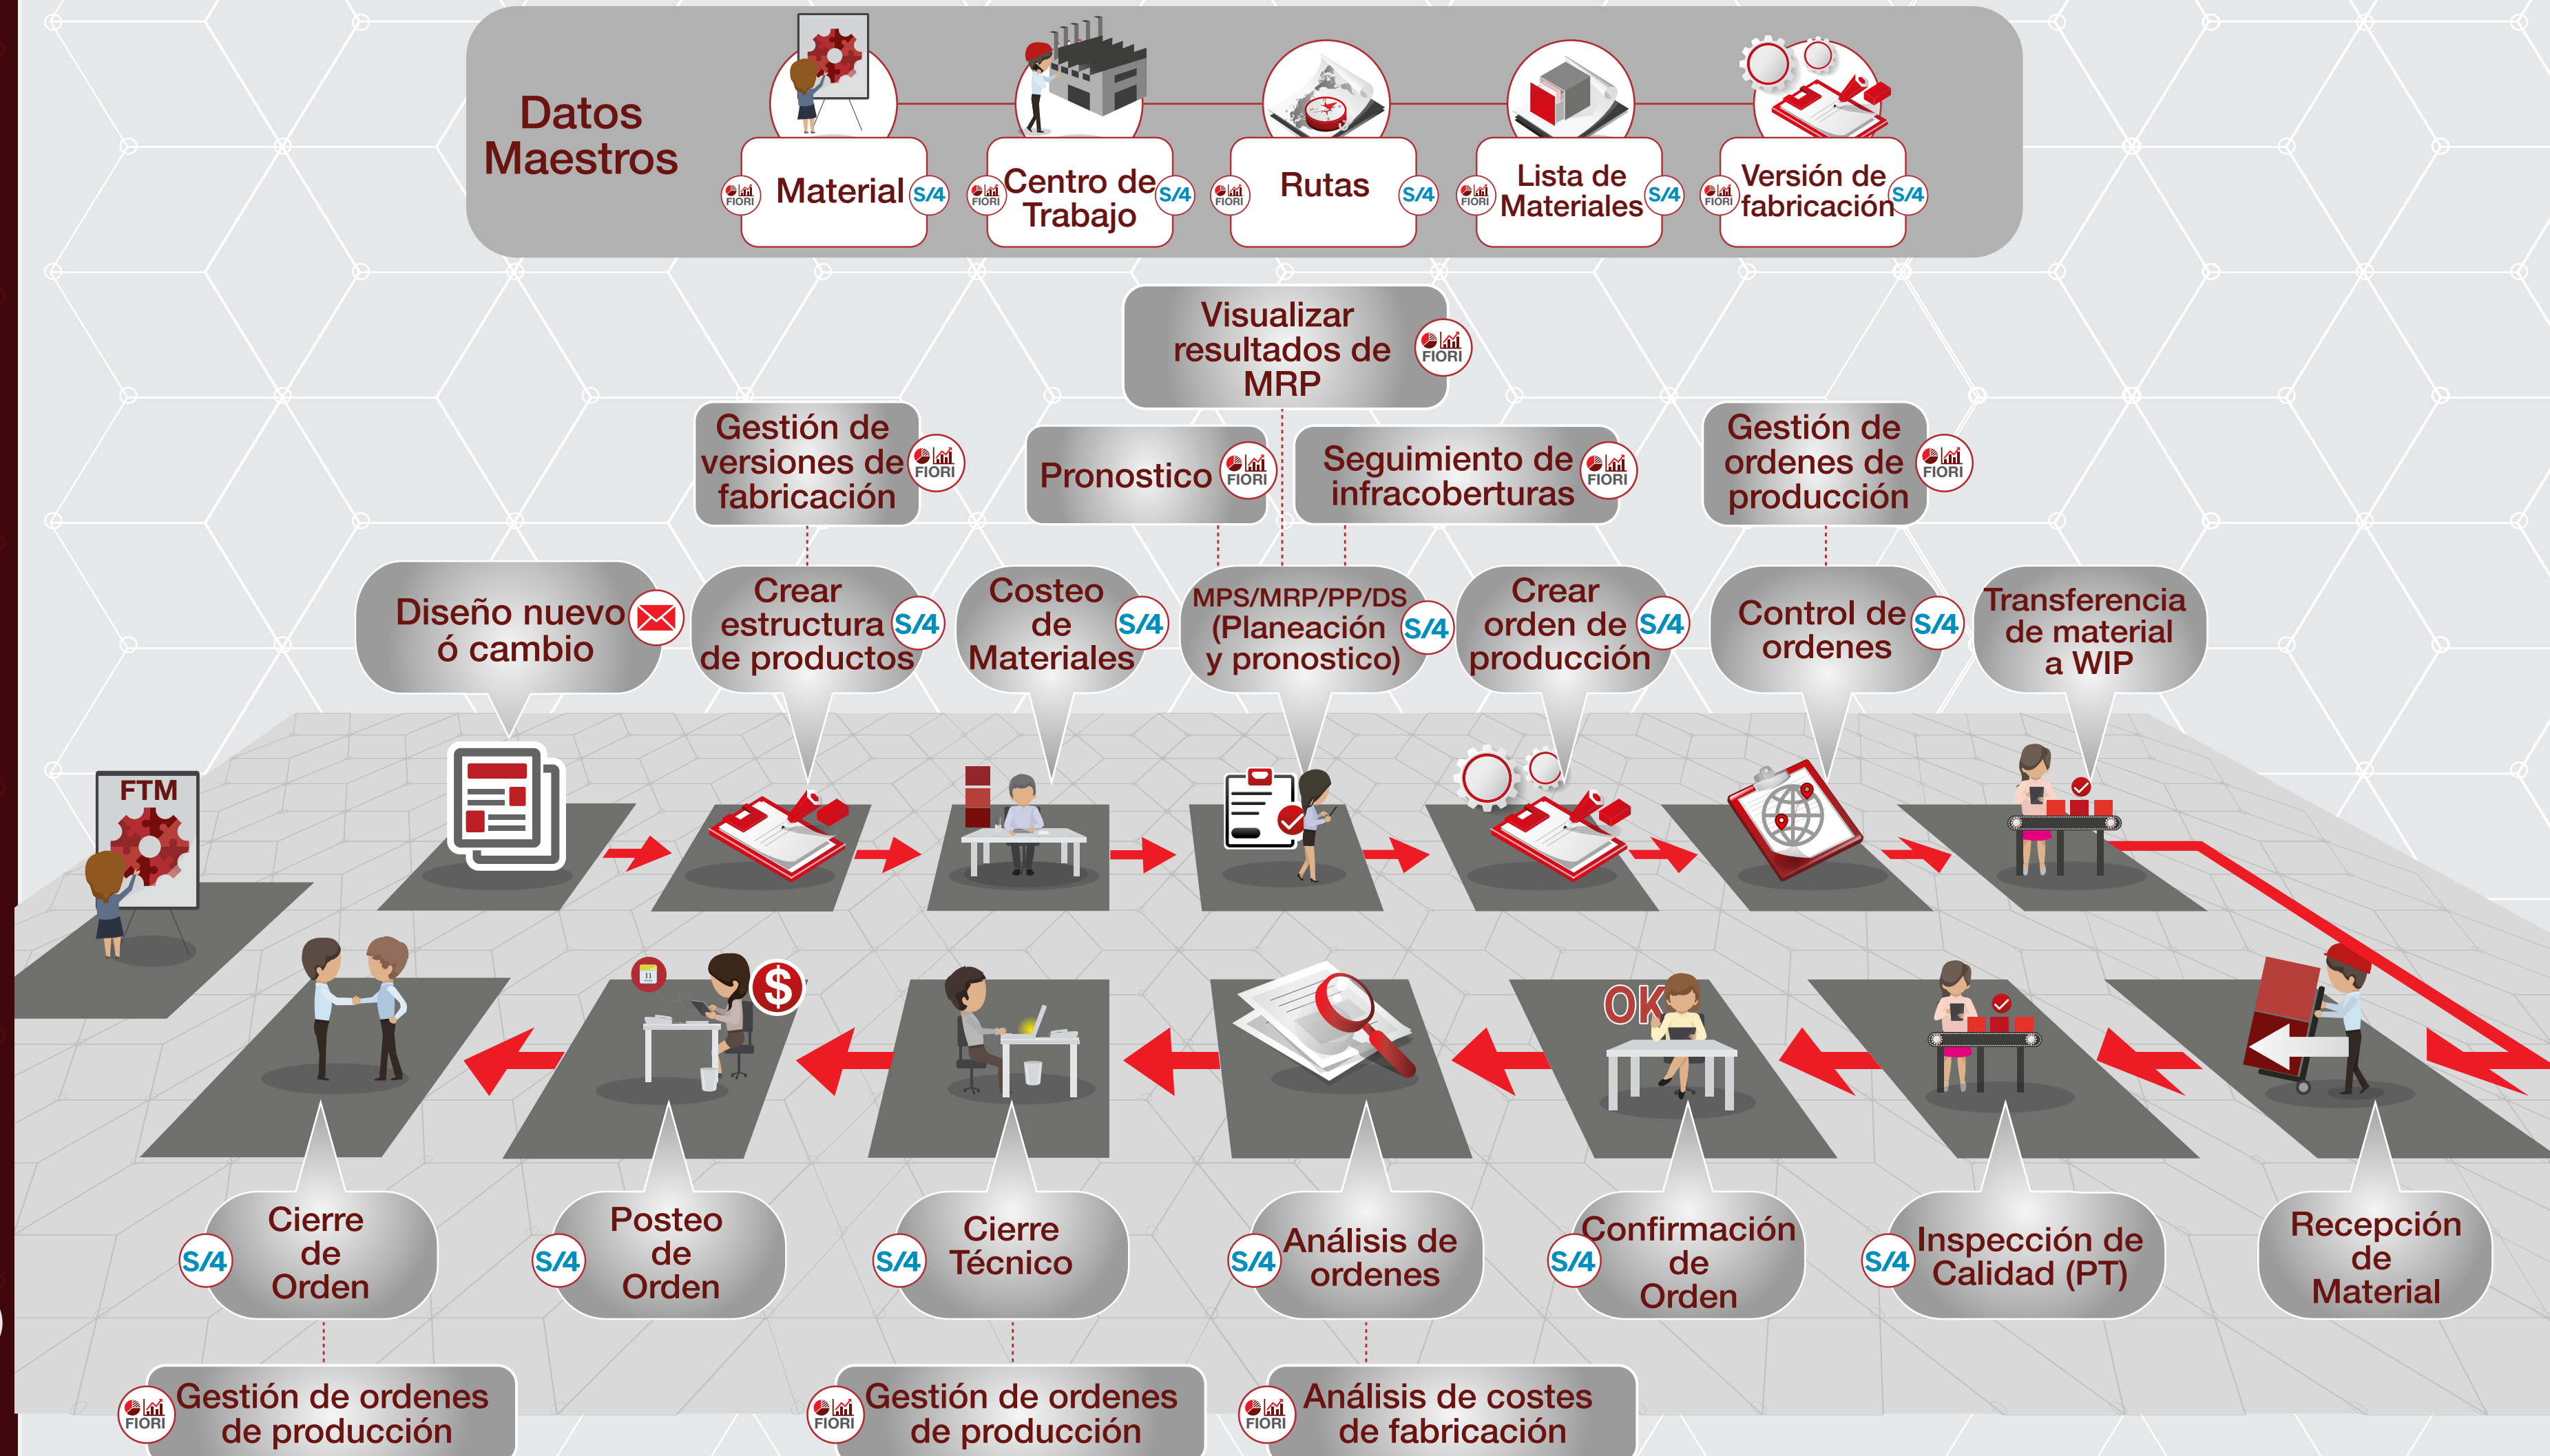 Datos
Maestros
FIORI
Material
S/4
FIORI
Centro de
Trabajo
S/4
FIORI
Rutas
S/4
FIORI
Lista de
Materiales
S/4
FIORI
Versión de
fabricación
S/4
Visualizar
resultados de
MRP
FIORI
Gestión de
versiones de
fabricación
FIORI
Pronostico
FIORI
Seguimiento de
infracoberturas
FIORI
Gestión de
ordenes de
producción
FIORI
Diseño nuevo
ó cambio
Crear
estructura
de productos
S/4
Costeo
de
Materiales
S/4
MPS/MRP/PP/DS
(Planeación
y pronostico)
S/4
Crear
orden de
producción
S/4
Control de
ordenes
S/4
Transferencia
de material
a WIP
FTM
11
$
OK
S/4
Cierre
de
Orden
S/4
Posteo
de
Orden
S/4
Cierre
Técnico
S/4
Análisis de
ordenes
S/4
Confirmación
de
Orden
S/4
Inspección de
Calidad (PT)
Recepción
de
Material
FIORI
Gestión de ordenes
de producción
FIORI
Gestión de ordenes
de producción
FIORI
Análisis de costes
de fabricación